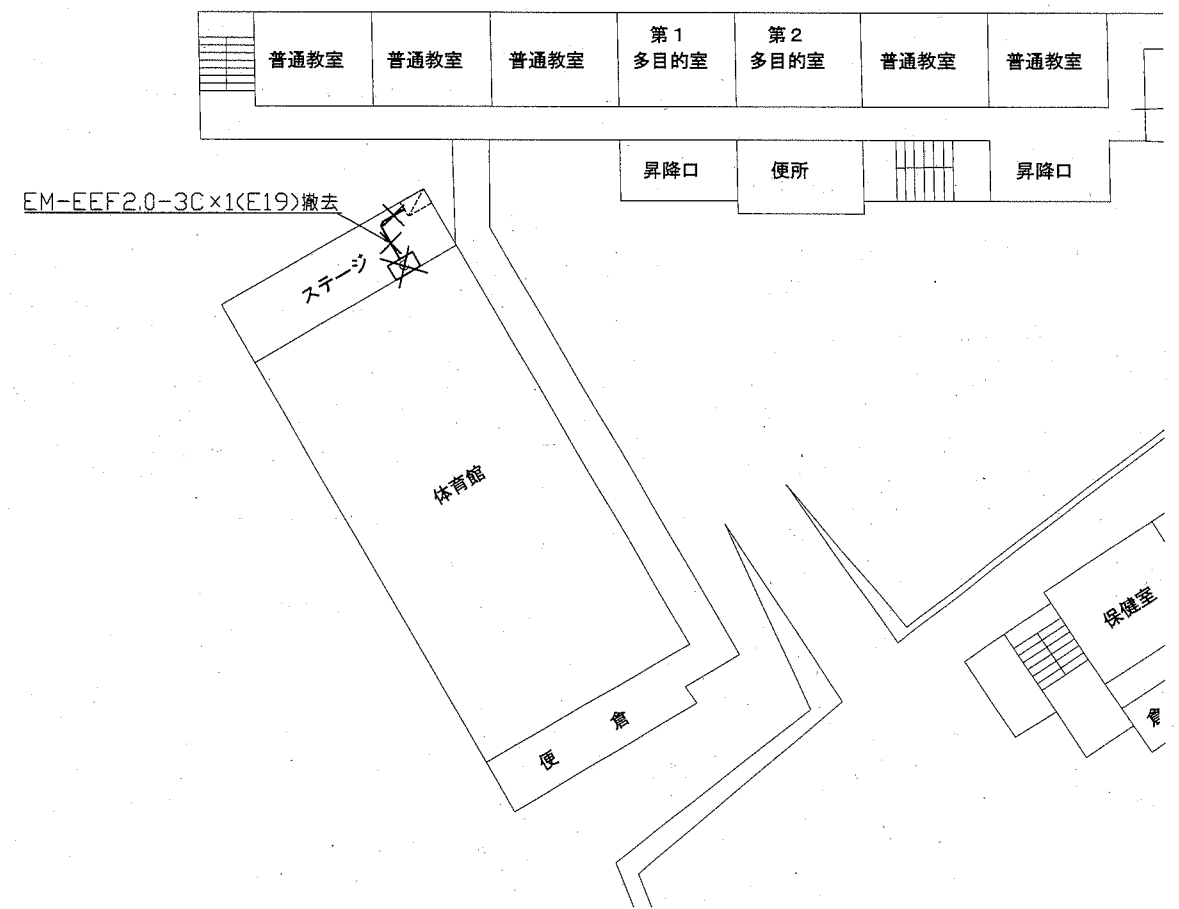 普通教室
普通教室
普通教室
第1
多目的室
第2
多目的室
普通教室
普通教室
昇降口
便所
昇降口
EM-EEF2.0-3C×1(E19)撤去
ステージ
体育館
保健室
倉
倉
便